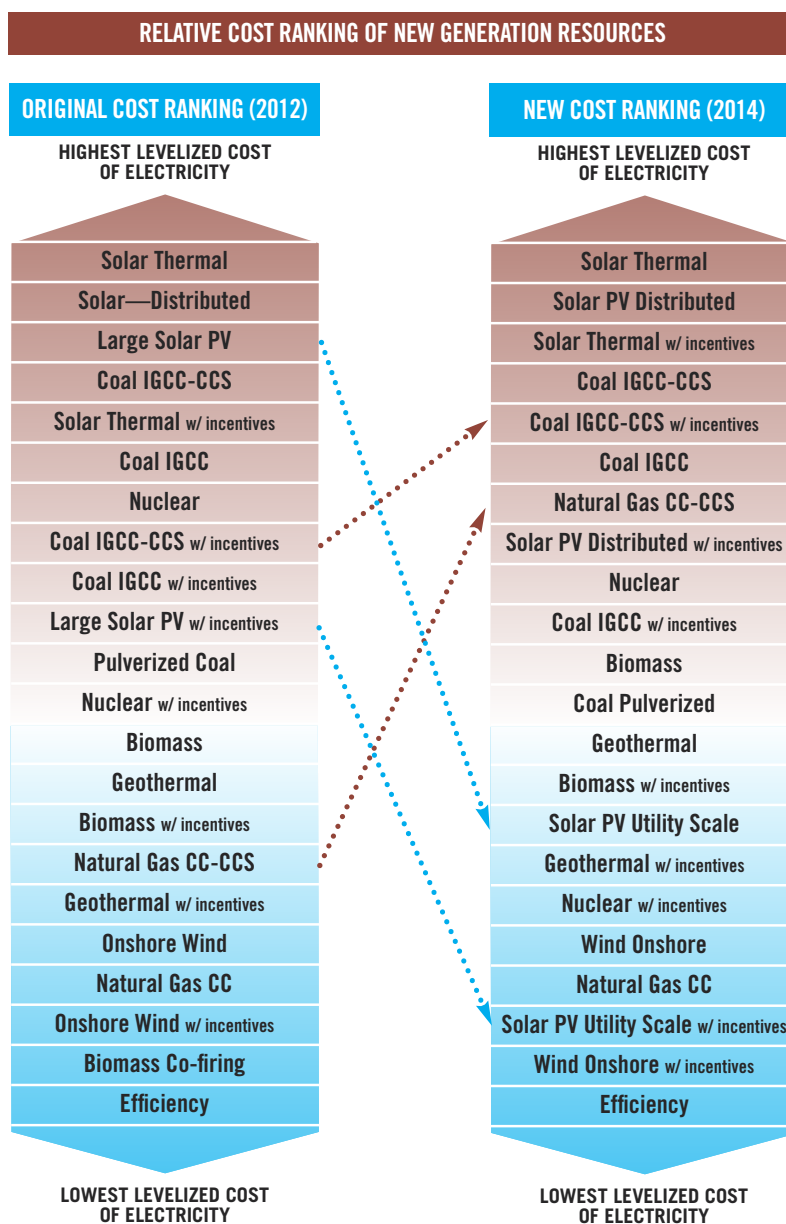 RELATIVE COST RANKING OF NEW GENERATION RESOURCES
ORIGINAL COST RANKING (2012)
HIGHEST LEVELIZED COST
OF ELECTRICITY
Solar Thermal
Solar—Distributed
Large Solar PV
Coal IGCC-CCS
Solar Thermal w/ incentives
Coal IGCC
Nuclear
Coal IGCC-CCS w/ incentives
Coal IGCC w/ incentives
Large Solar PV w/ incentives
Pulverized Coal
Nuclear w/ incentives
Biomass
Geothermal
Biomass w/ incentives
Natural Gas CC-CCS
Geothermal w/ incentives
Onshore Wind
Natural Gas CC
Onshore Wind w/ incentives
Biomass Co-firing
Efficiency
LOWEST LEVELIZED COST
OF ELECTRICITY
NEW COST RANKING (2014)
HIGHEST LEVELIZED COST
OF ELECTRICITY
Solar Thermal
Solar PV Distributed
Solar Thermal w/ incentives
Coal IGCC-CCS
Coal IGCC-CCS w/ incentives
Coal IGCC
Natural Gas CC-CCS
Solar PV Distributed w/ incentives
Nuclear
Coal IGCC w/ incentives
Biomass
Coal Pulverized
Geothermal
Biomass w/ incentives
Solar PV Utility Scale
Geothermal w/ incentives
Nuclear w/ incentives
Wind Onshore
Natural Gas CC
Solar PV Utility Scale w/ incentives
Wind Onshore w/ incentives
Efficiency
LOWEST LEVELIZED COST
OF ELECTRICITY